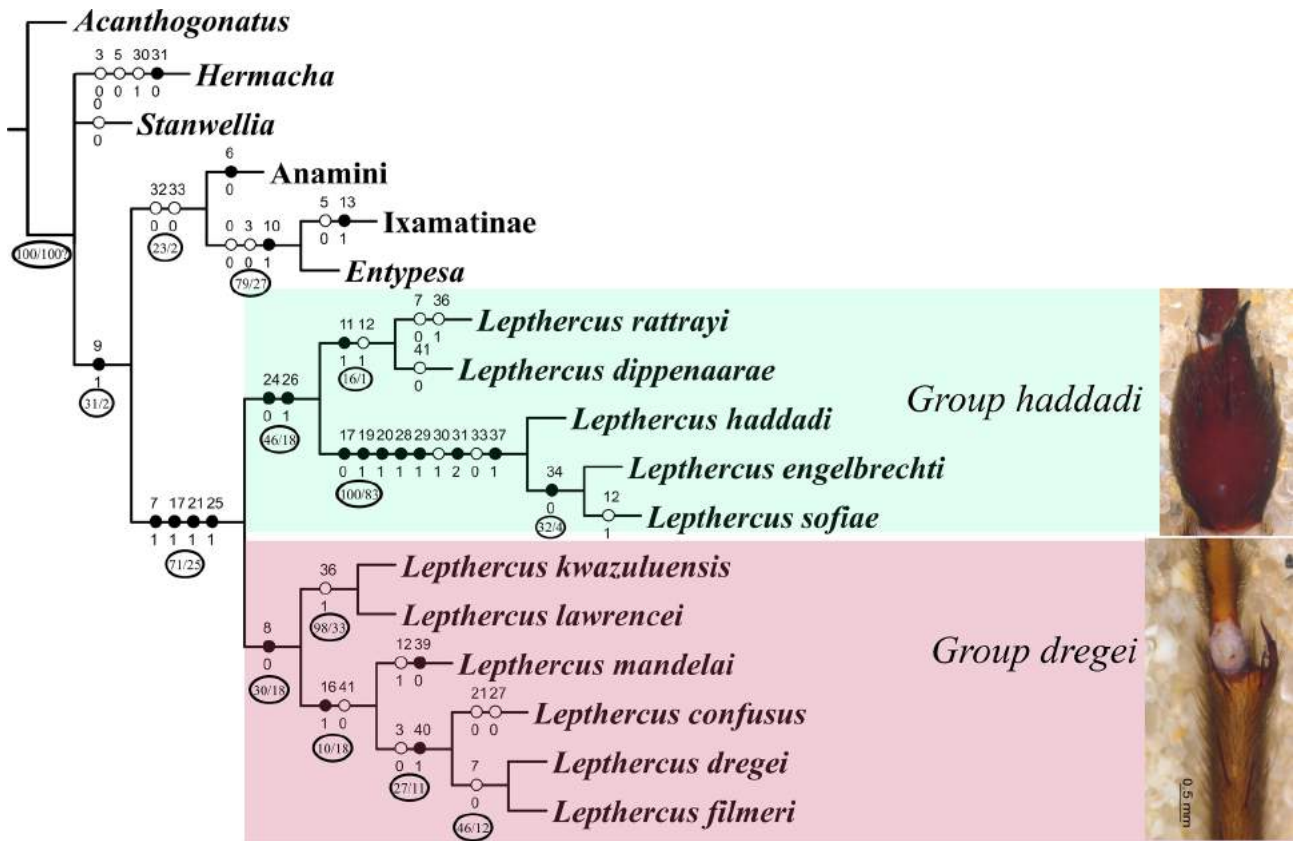 Acanthogonatus
3 5 30 31
Hermacha
0 0 1 0
0
Stanwellia
0
6
Anamini
0
32 33
0 0
23/2
5 13
Ixamatinae
0 1
0 3 10
0 0 1
79/27
Entypesa
100/100?
9
1
31/2
7 36
Lepthercus rattrayi
0 1
11 12
1 1
16/1
41
Lepthercus dippenaarae
0
24 26
0 1
46/18
Group haddadi
Lepthercus haddadi
17 19 20 28 29 30 31 33 37
0 1 1 1 1 1 2 0 1
100/83
Lepthercus engelbrechti
34
0
32/4
12
Lepthercus sofiae
1
7 17 21 25
1 1 1 1
71/25
Lepthercus kwazuluensis
36
1
98/33
Lepthercus lawrencei
8
0
30/18
12 39
Lepthercus mandelai
1 0
Group dregei
16 41
1 0
10/18
21 27
Lepthercus confusus
0 0
3 40
0 1
27/11
Lepthercus dregei
7
0
46/12
Lepthercus filmeri
0.5 mm